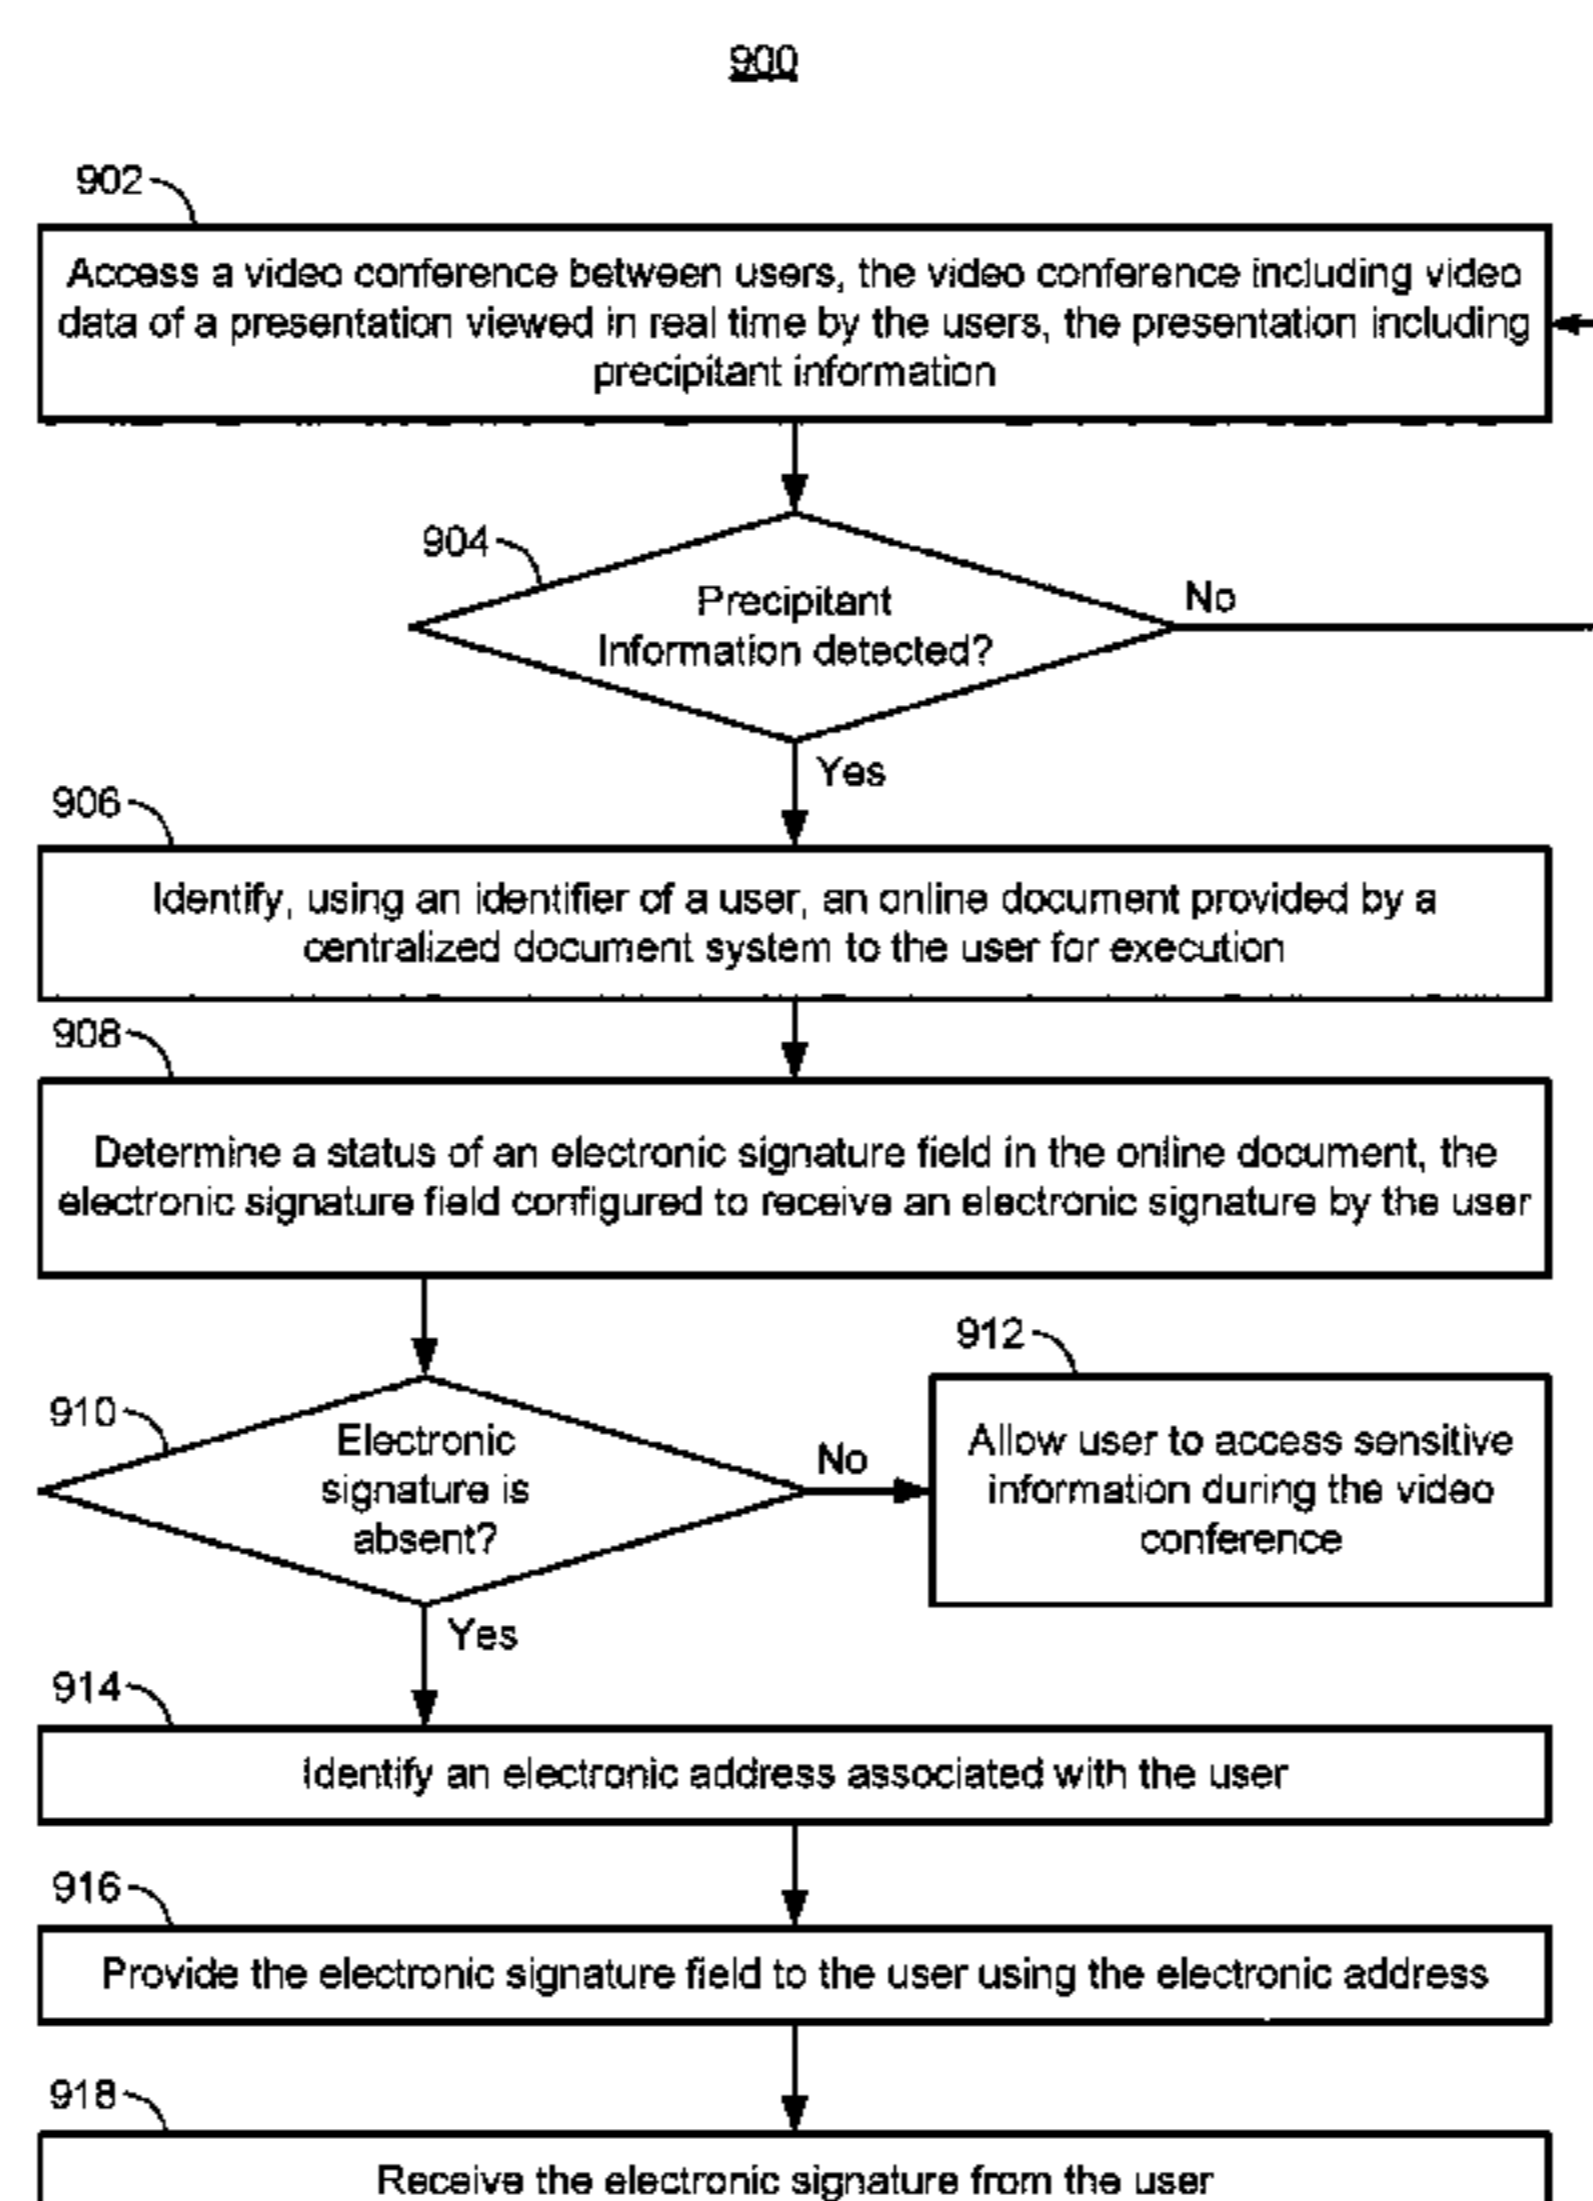 900
902
Access a video conference between users, the video conference including video
data of a presentation viewed in real time by the users, the presentation including
precipitant information
904
Precipitant
Information detected?
No
Yes
906
Identify, using an identifier of a user, an online document provided by a
centralized document system to the user for execution
908
Determine a status of an electronic signature field in the online document, the
electronic signature field configured to receive an electronic signature by the user
910
Electronic
signature is
absent?
No
912
Allow user to access sensitive
information during the video
conference
Yes
914
Identify an electronic address associated with the user
916
Provide the electronic signature field to the user using the electronic address
918
Receive the electronic signature from the user